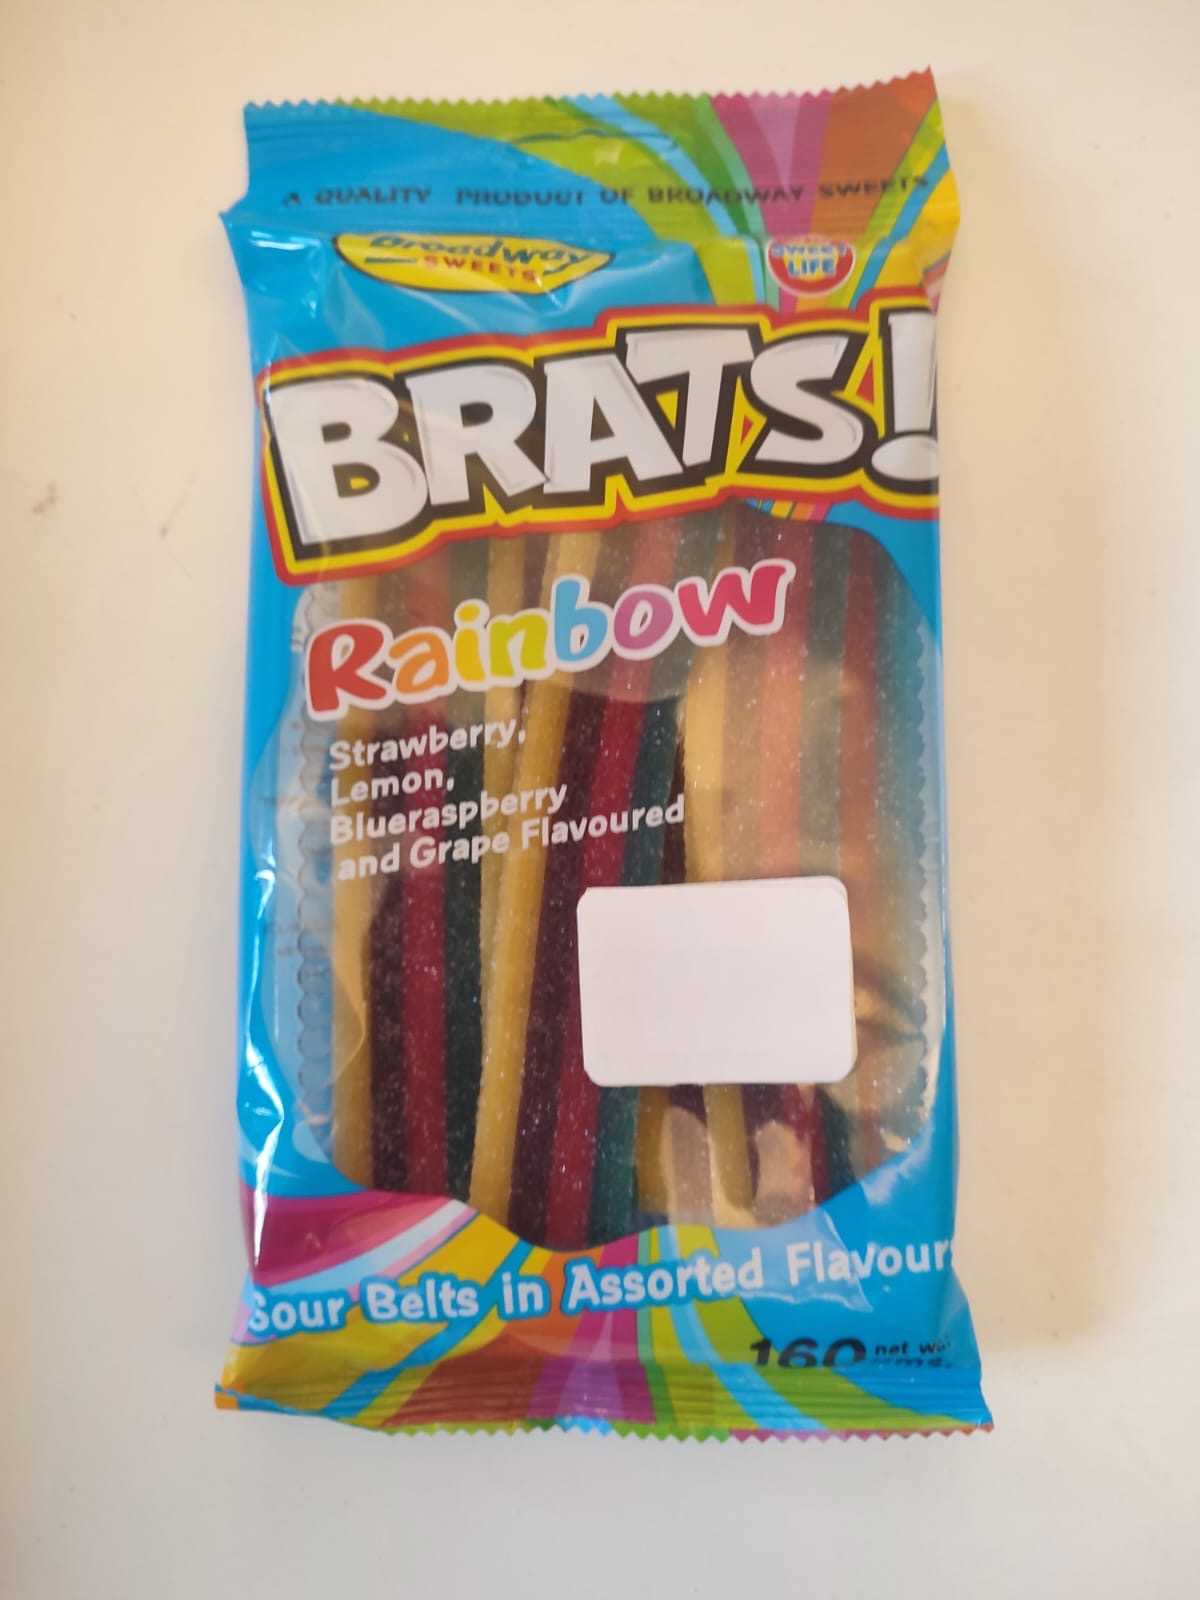 A QUALITY PRODUCT OF BROADWAY SWEETS
Broadway
SWEETS
SWEET
LIFE
BRATS!
Rainbow
Strawberry,
Lemon,
Blueraspberry
and Grape Flavoured
Sour Belts in Assorted Flavour
160 net